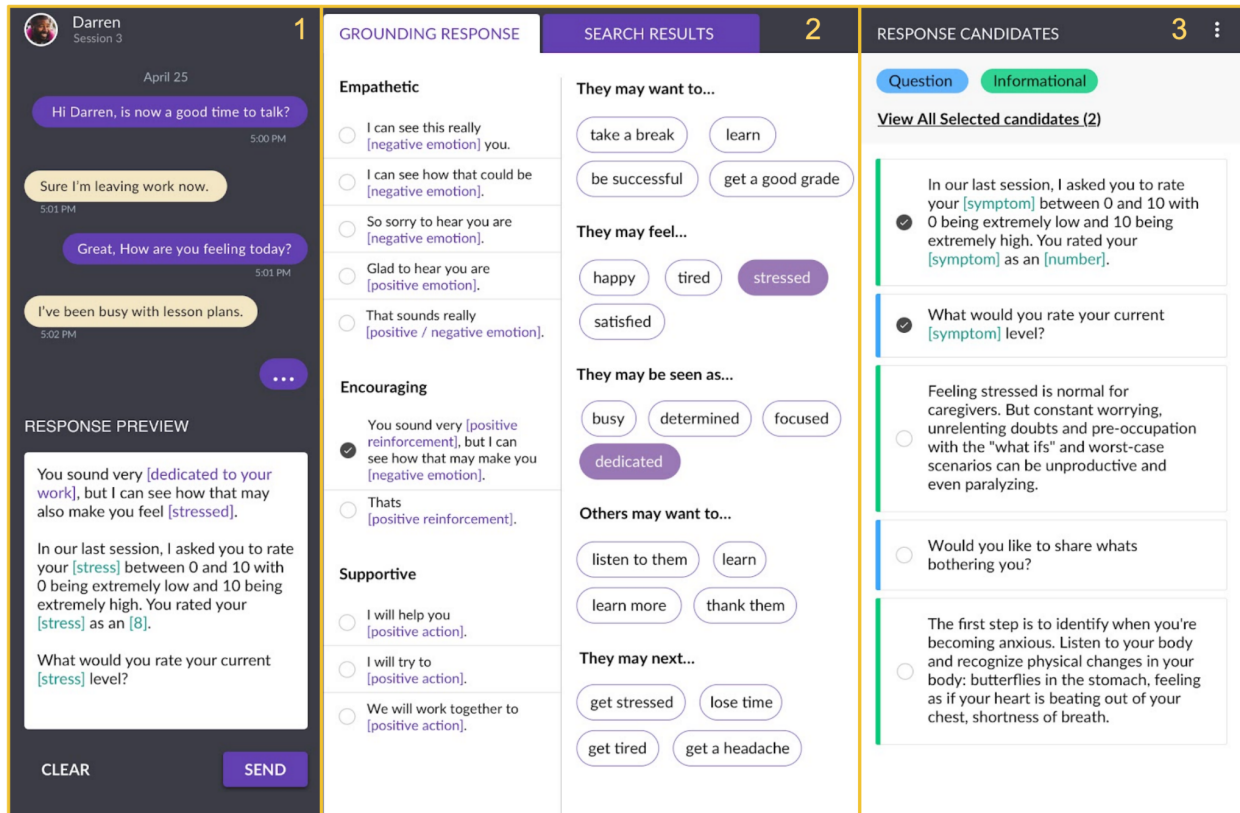 Darren
Session 3
1
April 25
Hi Darren, is now a good time to talk?
5:00 PM
Sure I'm leaving work now.
5:01 PM
Great, How are you feeling today?
5:01 PM
I've been busy with lesson plans.
5:02 PM
...
RESPONSE PREVIEW
You sound very [dedicated to your
work], but I can see how that may
also make you feel [stressed].
In our last session, I asked you to rate
your [stress] between 0 and 10 with
0 being extremely low and 10 being
extremely high. You rated your
[stress] as an [8].
What would you rate your current
[stress] level?
CLEAR
SEND
GROUNDING RESPONSE
SEARCH RESULTS
2
Empathetic
I can see this really
[negative emotion] you.
I can see how that could be
[negative emotion].
So sorry to hear you are
[negative emotion].
Glad to hear you are
[positive emotion].
That sounds really
[positive / negative emotion].
Encouraging
You sound very [positive
reinforcement], but I can
see how that may make you
[negative emotion].
Thats
[positive reinforcement].
Supportive
I will help you
[positive action].
I will try to
[positive action].
We will work together to
[positive action].
They may want to...
take a break
learn
be successful
get a good grade
They may feel...
happy
tired
stressed
satisfied
They may be seen as...
busy
determined
focused
dedicated
Others may want to...
listen to them
learn
learn more
thank them
They may next...
get stressed
lose time
get tired
get a headache
RESPONSE CANDIDATES
3
Question
Informational
View All Selected candidates (2)
In our last session, I asked you to rate
your [symptom] between 0 and 10 with
0 being extremely low and 10 being
extremely high. You rated your
[symptom] as an [number].
What would you rate your current
[symptom] level?
Feeling stressed is normal for
caregivers. But constant worrying,
unrelenting doubts and pre-occupation
with the "what ifs" and worst-case
scenarios can be unproductive and
even paralyzing.
Would you like to share whats
bothering you?
The first step is to identify when you're
becoming anxious. Listen to your body
and recognize physical changes in your
body: butterflies in the stomach, feeling
as if your heart is beating out of your
chest, shortness of breath.